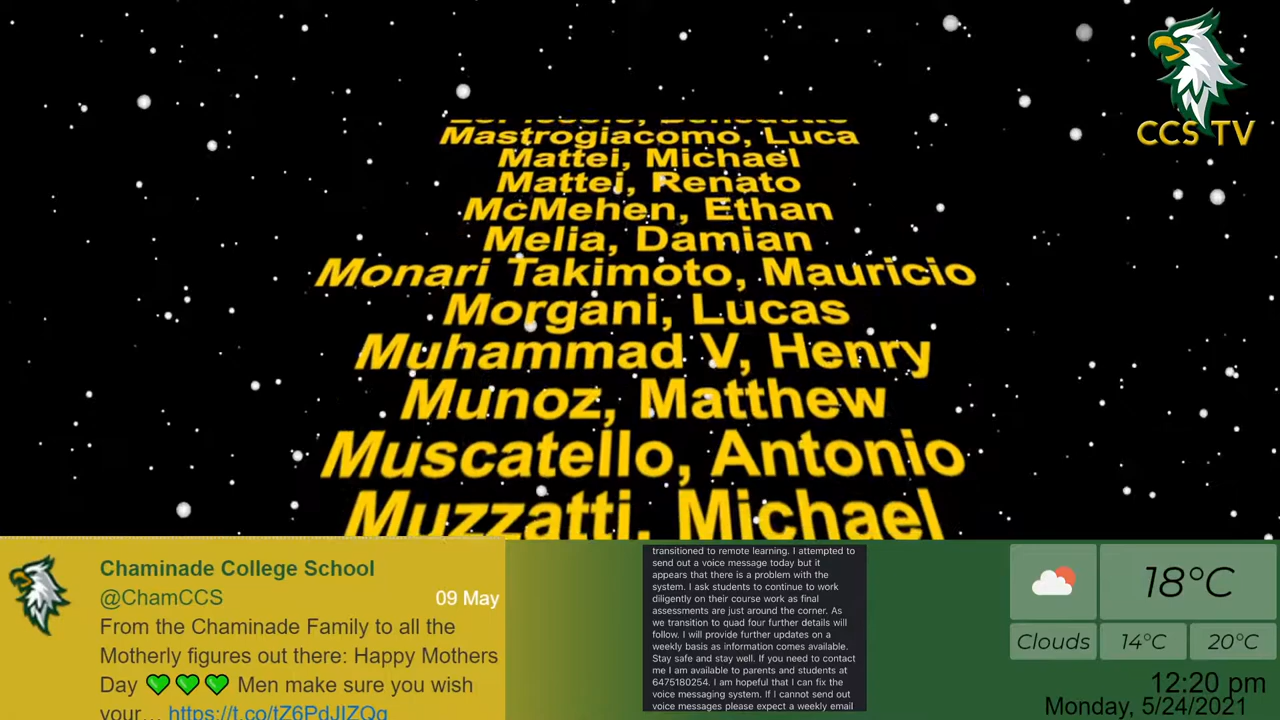 Mastrogiacomo, Luca
Mattei, Michael
Mattei, Renato
McMehen, Ethan
Melia, Damian
Monari Takimoto, Mauricio
Morgani, Lucas
Muhammad V, Henry
Munoz, Matthew
Muscatello, Antonio
Muzzatti, Michael
CCS TV
Chaminade College School
@ChamCCS
09 May
From the Chaminade Family to all the
Motherly figures out there: Happy Mothers
Day 💚💚💚 Men make sure you wish
your… https://t.co/tZ6PdJIZQg
transitioned to remote learning. I attempted to
send out a voice message today but it
appears that there is a problem with the
system. I ask students to continue to work
diligently on their course work as final
assessments are just around the corner. As
we transition to quad four further details will
follow. I will provide further updates on a
weekly basis as information comes available.
Stay safe and stay well. If you need to contact
me I am available to parents and students at
6475180254. I am hopeful that I can fix the
voice messaging system. If I cannot send out
voice messages please expect a weekly email
18°C
Clouds
14°C
20°C
12:20 pm
Monday, 5/24/2021